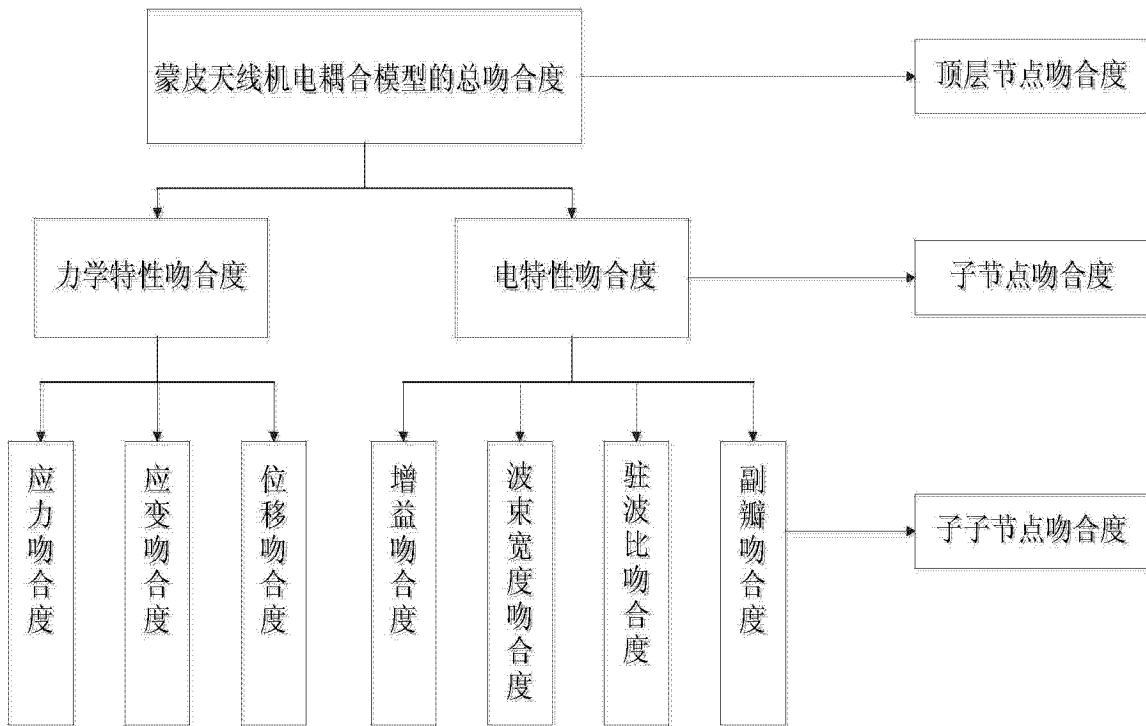 蒙皮天线机电耦合模型的总吻合度
顶层节点吻合度
力学特性吻合度
电特性吻合度
子节点吻合度
应力吻合度
应变吻合度
位移吻合度
增益吻合度
波束宽度吻合度
驻波比吻合度
副瓣吻合度
子子节点吻合度